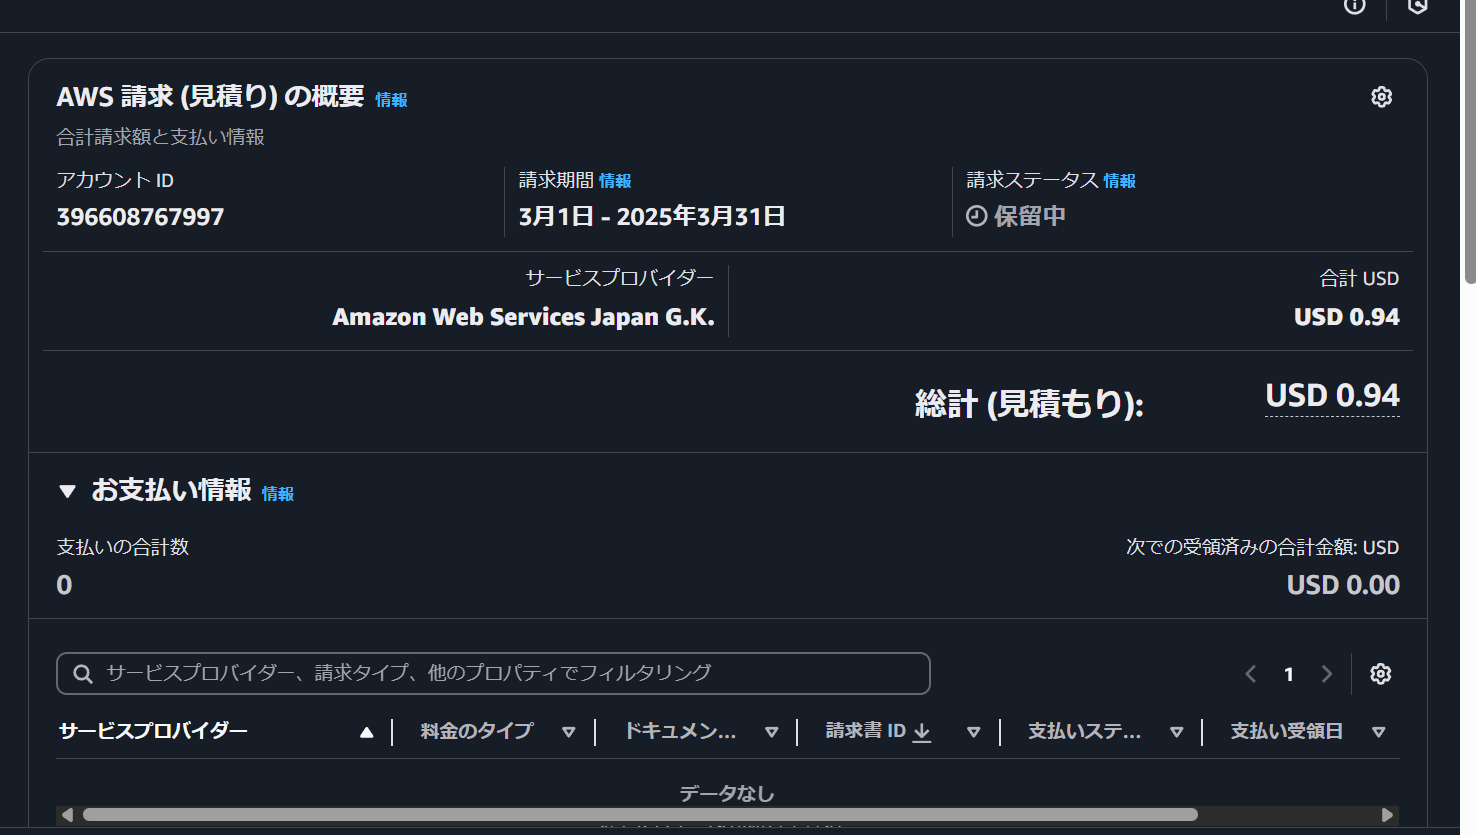 AWS 請求 (見積り) の概要 情報
合計請求額と支払い情報
アカウント ID
396608767997
請求期間 情報
3月1日 - 2025年3月31日
請求ステータス 情報
保留中
サービスプロバイダー
Amazon Web Services Japan G.K.
合計 USD
USD 0.94
総計 (見積もり):
USD 0.94
お支払い情報 情報
支払いの合計数
0
次での受領済みの合計金額: USD
USD 0.00
サービスプロバイダー、請求タイプ、他のプロパティでフィルタリング
1
サービスプロバイダー 料金のタイプ ドキュメン... 請求書 ID 支払いステ... 支払い受領日
データなし